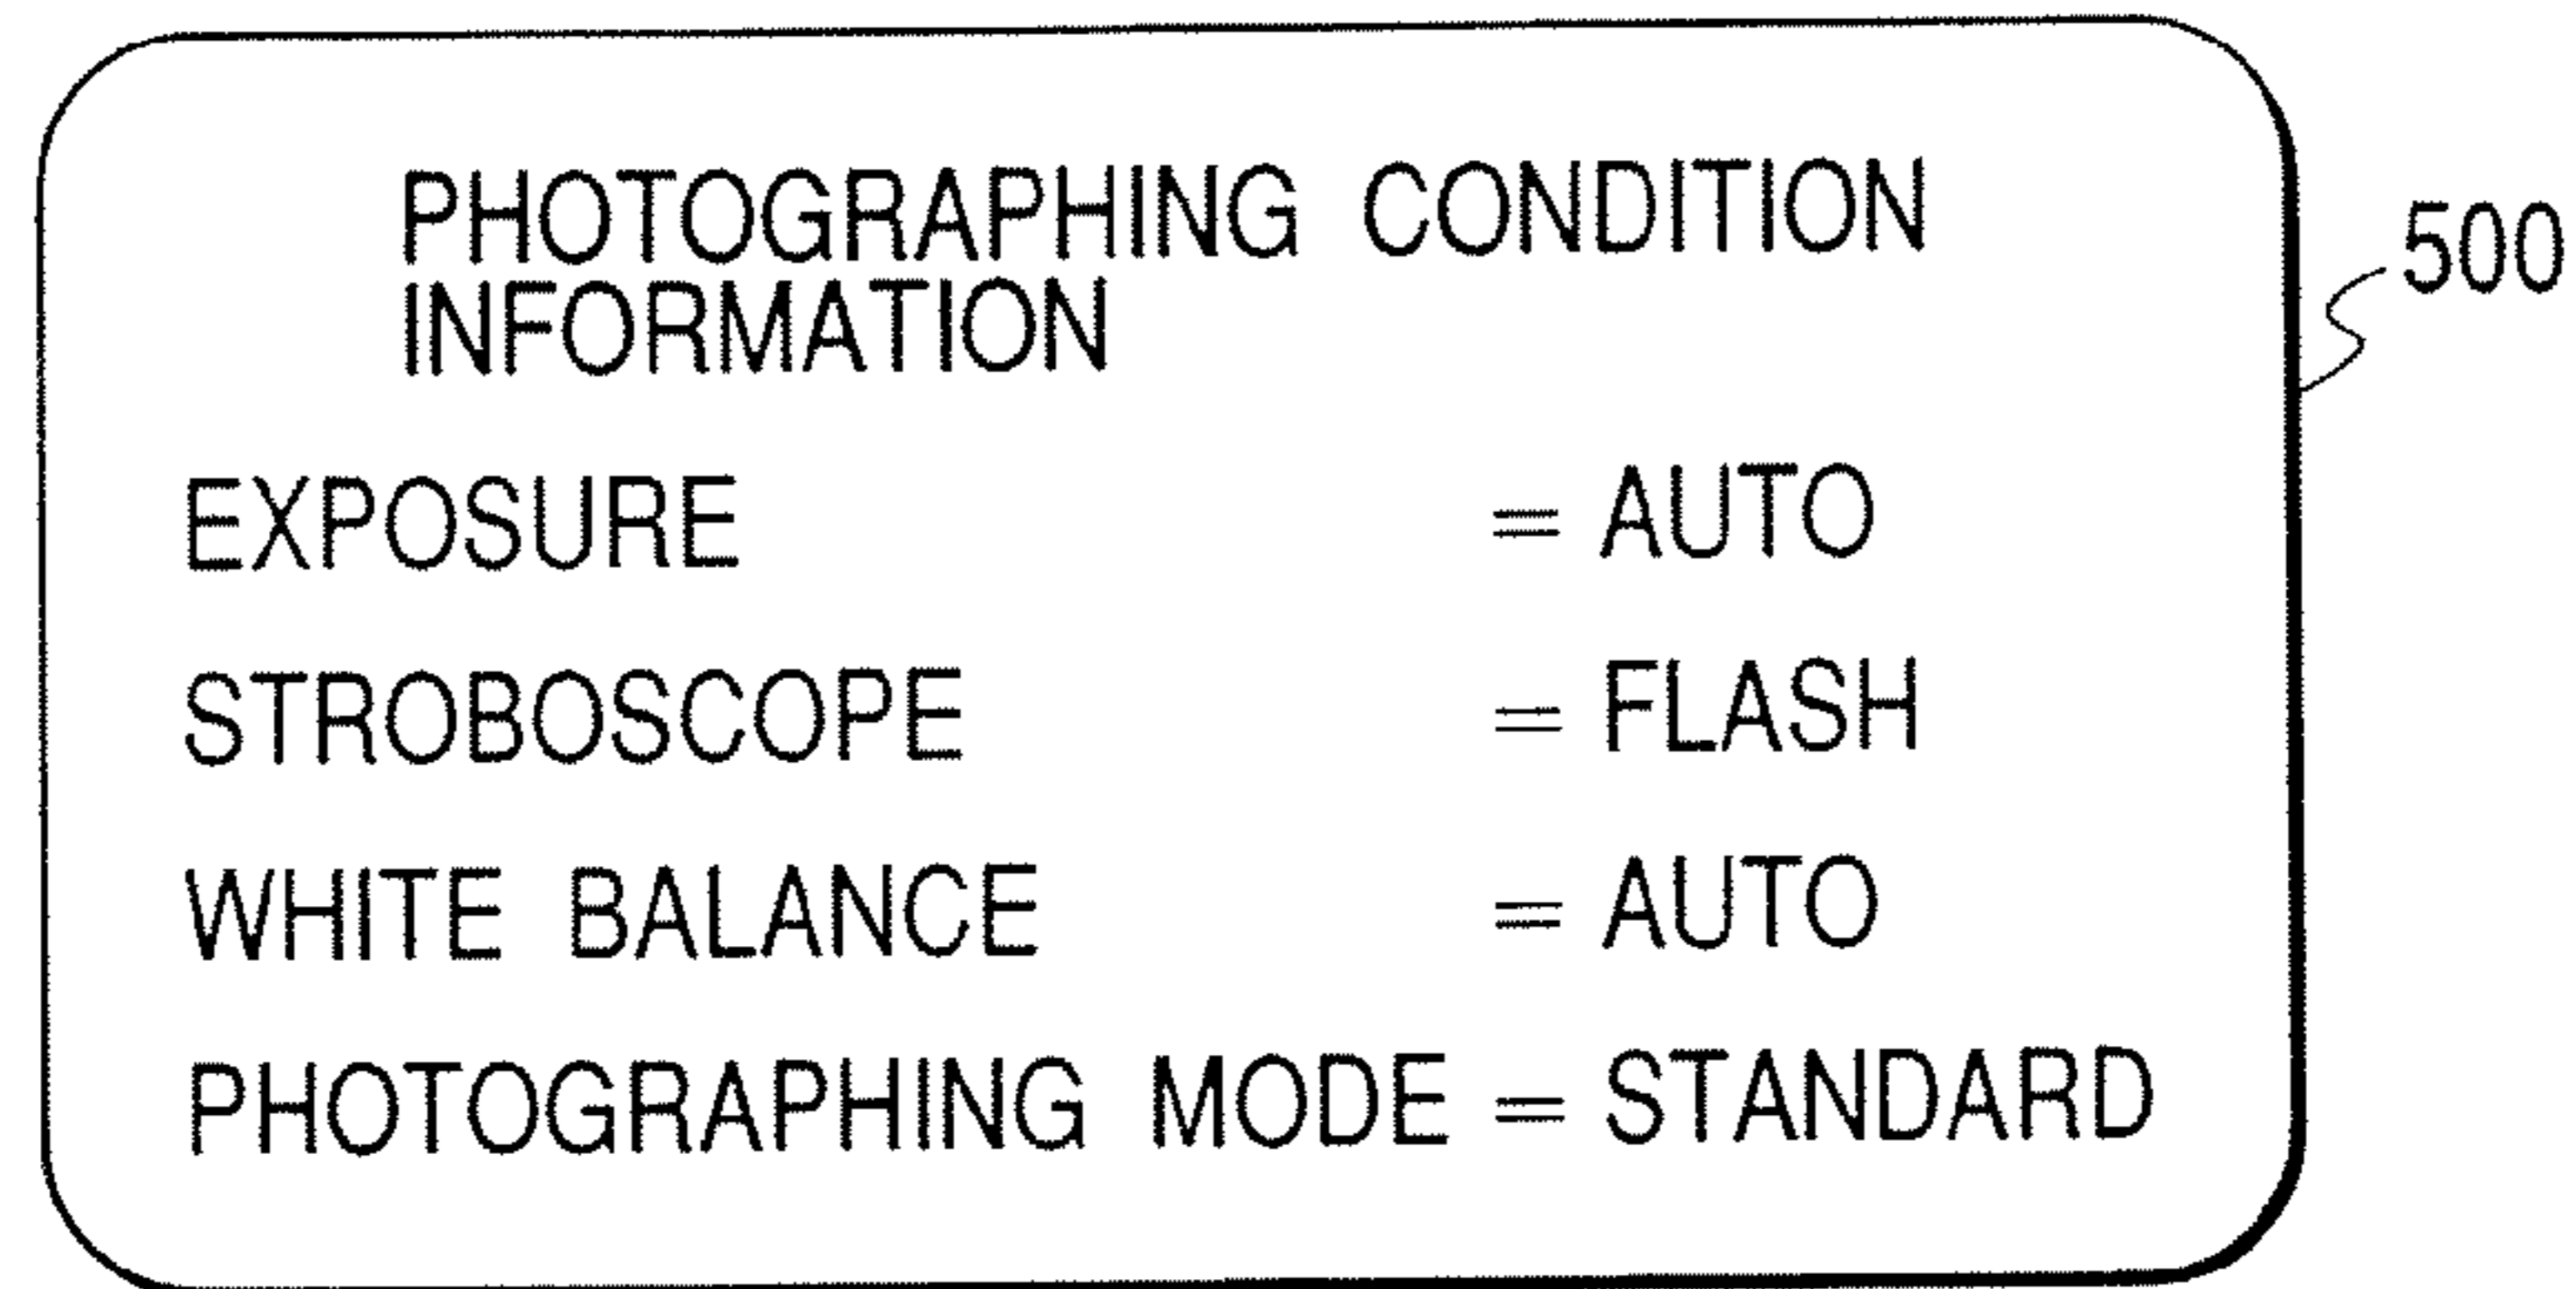 PHOTOGRAPHING CONDITION
INFORMATION
500
EXPOSURE = AUTO
STROBOSCOPE = FLASH
WHITE BALANCE = AUTO
PHOTOGRAPHING MODE = STANDARD